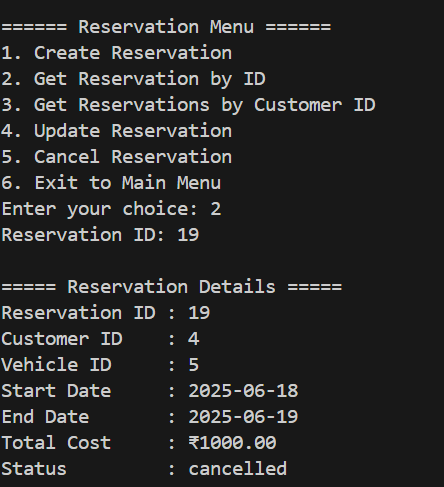 ====== Reservation Menu ======
1. Create Reservation
2. Get Reservation by ID
3. Get Reservations by Customer ID
4. Update Reservation
5. Cancel Reservation
6. Exit to Main Menu
Enter your choice: 2
Reservation ID: 19
===== Reservation Details =====
Reservation ID : 19
Customer ID    : 4
Vehicle ID     : 5
Start Date     : 2025-06-18
End Date       : 2025-06-19
Total Cost     : ₹1000.00
Status         : cancelled